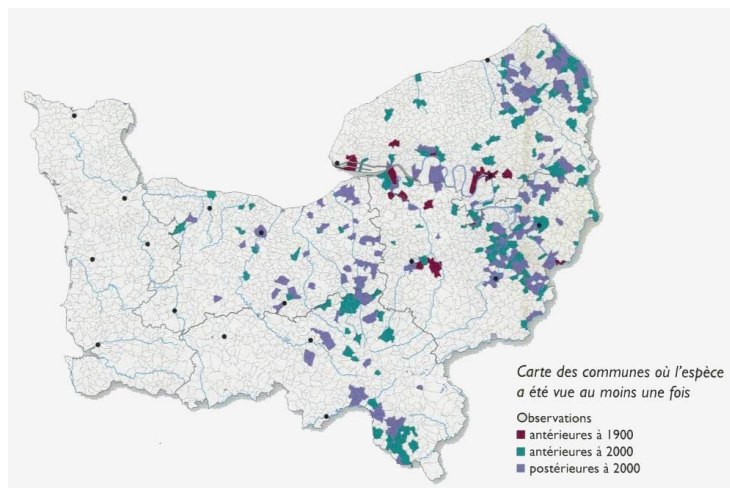 Carte des communes où l'espèce
a été vue au moins une fois
Observations
antérieures à 1900
antérieures à 2000
postérieures à 2000